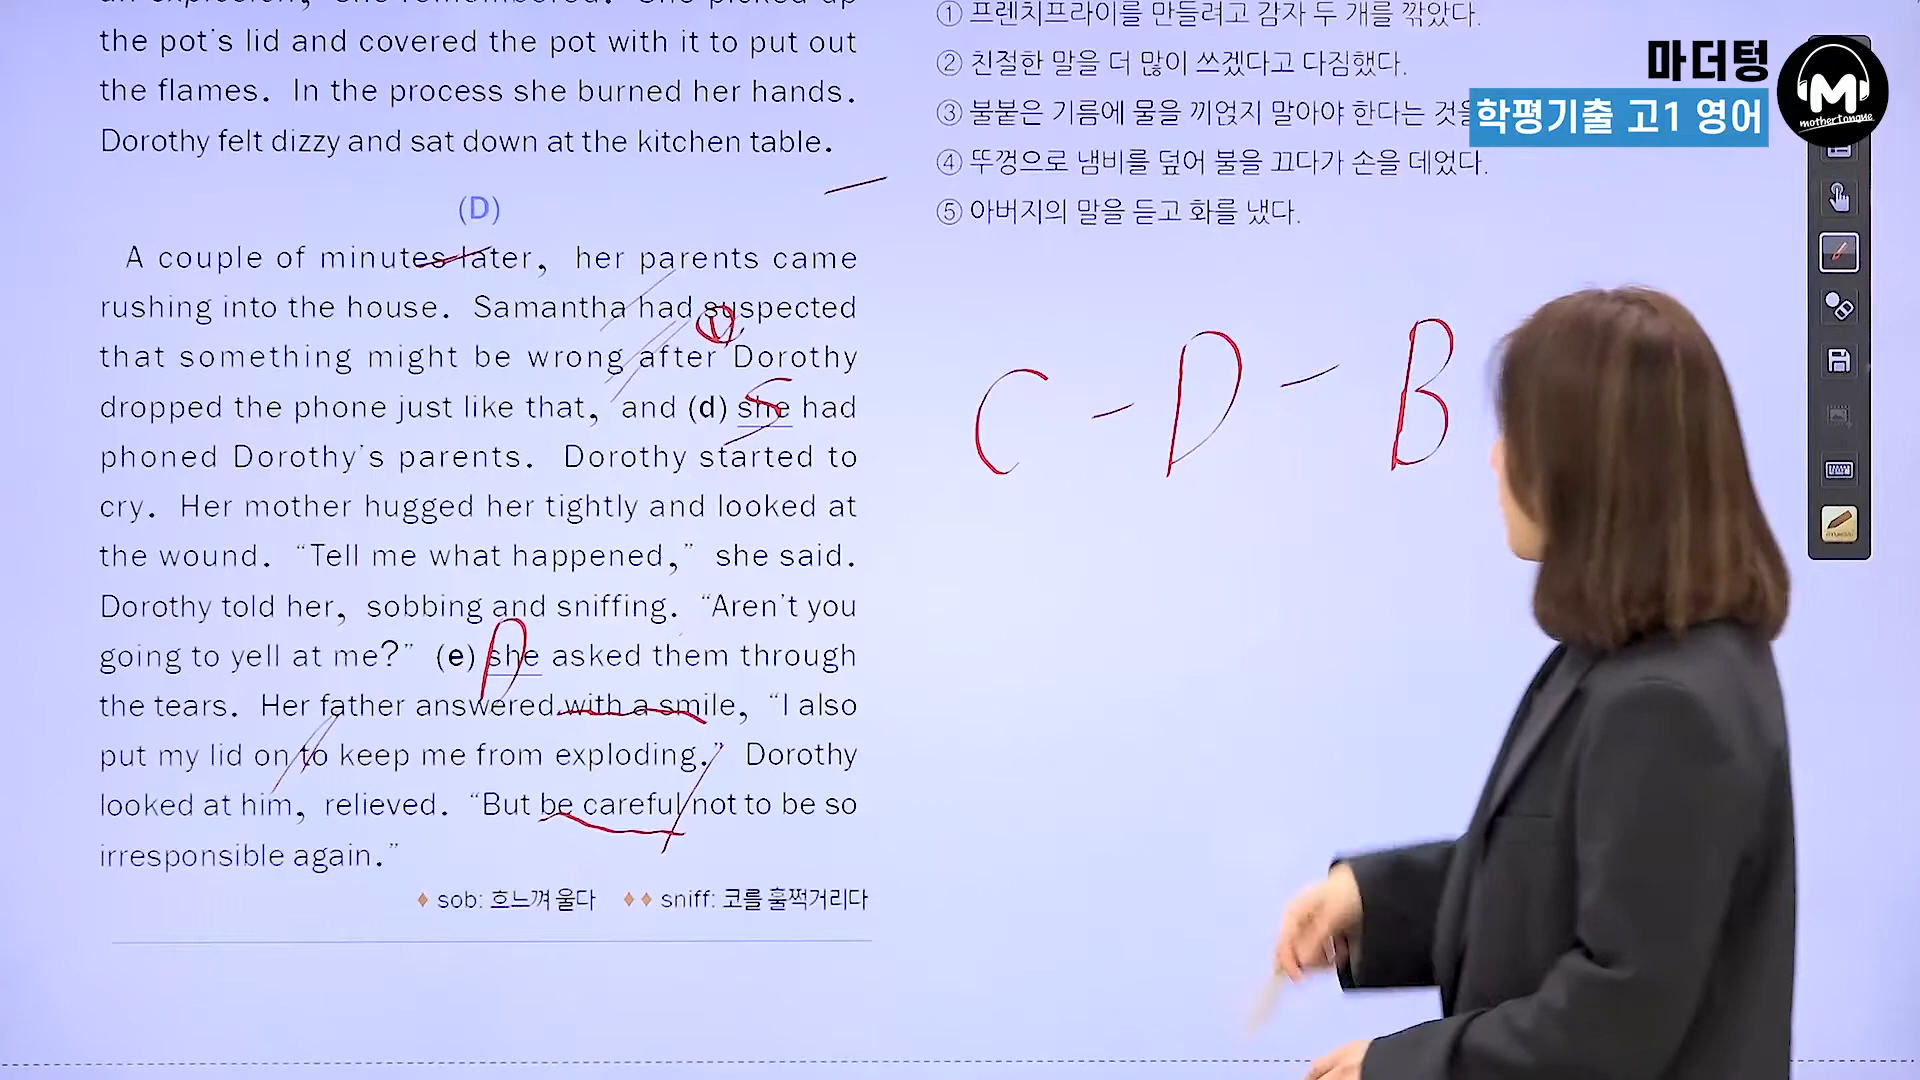 an explosion, she remembered. She picked up
the pot's lid and covered the pot with it to put out
the flames. In the process she burned her hands.
Dorothy felt dizzy and sat down at the kitchen table.
(D)
A couple of minutes later, her parents came
rushing into the house. Samantha had suspected
that something might be wrong after Dorothy
dropped the phone just like that, and (d) she had
phoned Dorothy's parents. Dorothy started to
cry. Her mother hugged her tightly and looked at
the wound. “Tell me what happened,” she said.
Dorothy told her, sobbing and sniffing. “Aren't you
going to yell at me?” (e) she asked them through
the tears. Her father answered with a smile, “I also
put my lid on to keep me from exploding.” Dorothy
looked at him, relieved. “But be careful not to be so
irresponsible again.”
♦ sob: 흐느껴 울다 ♦♦ sniff: 코를 훌쩍거리다
① 프렌치프라이를 만들려고 감자 두 개를 깎았다.
② 친절한 말을 더 많이 쓰겠다고 다짐했다.
③ 불붙은 기름에 물을 끼얹지 말아야 한다는 것을
④ 뚜껑으로 냄비를 덮어 불을 끄다가 손을 데었다.
⑤ 아버지의 말을 듣고 화를 냈다.
C - D - B
S
D
마더텅
학평기출 고1 영어
M
mothertongue